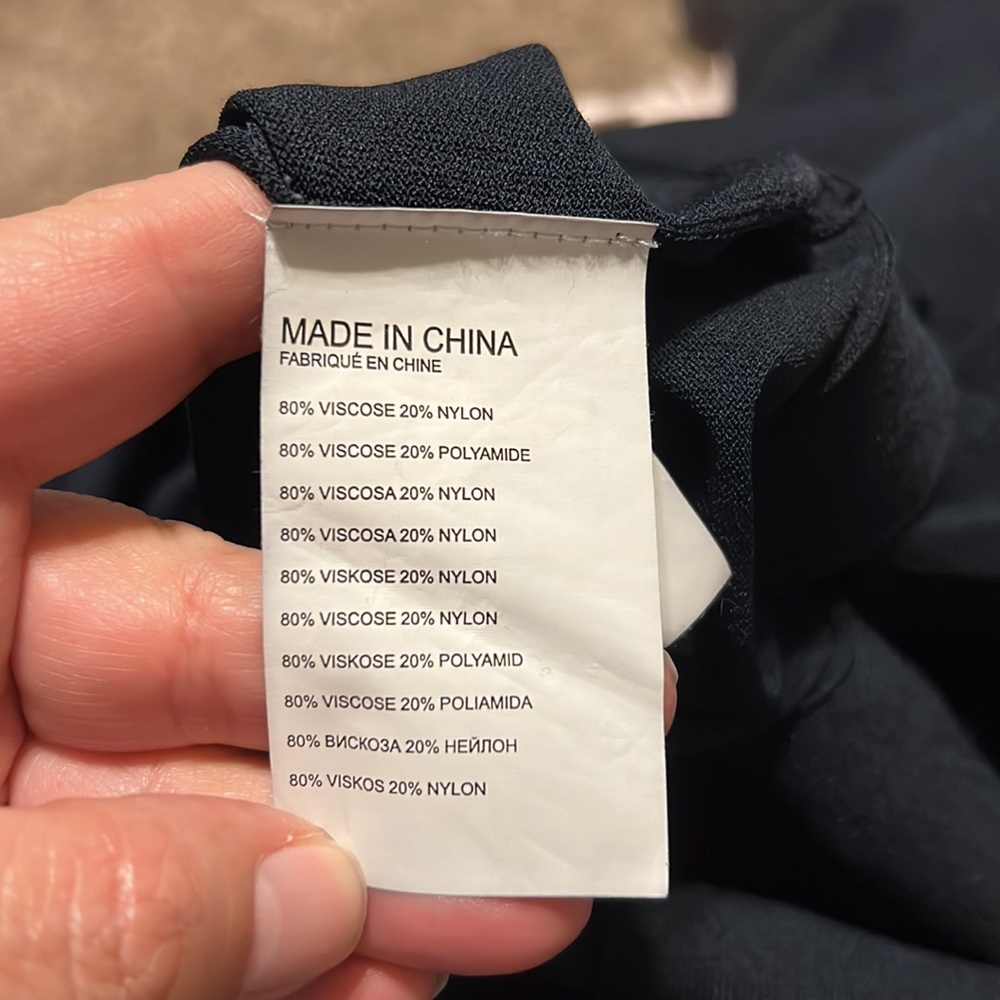 MADE IN CHINA
FABRIQUÉ EN CHINE
80% VISCOSE 20% NYLON
80% VISCOSE 20% POLYAMIDE
80% VISCOSA 20% NYLON
80% VISCOSA 20% NYLON
80% VISKOSE 20% NYLON
80% VISCOSE 20% NYLON
80% VISKOSE 20% POLYAMID
80% VISCOSE 20% POLIAMIDA
80% ВИСКОЗА 20% НЕЙЛОН
80% VISKOS 20% NYLON